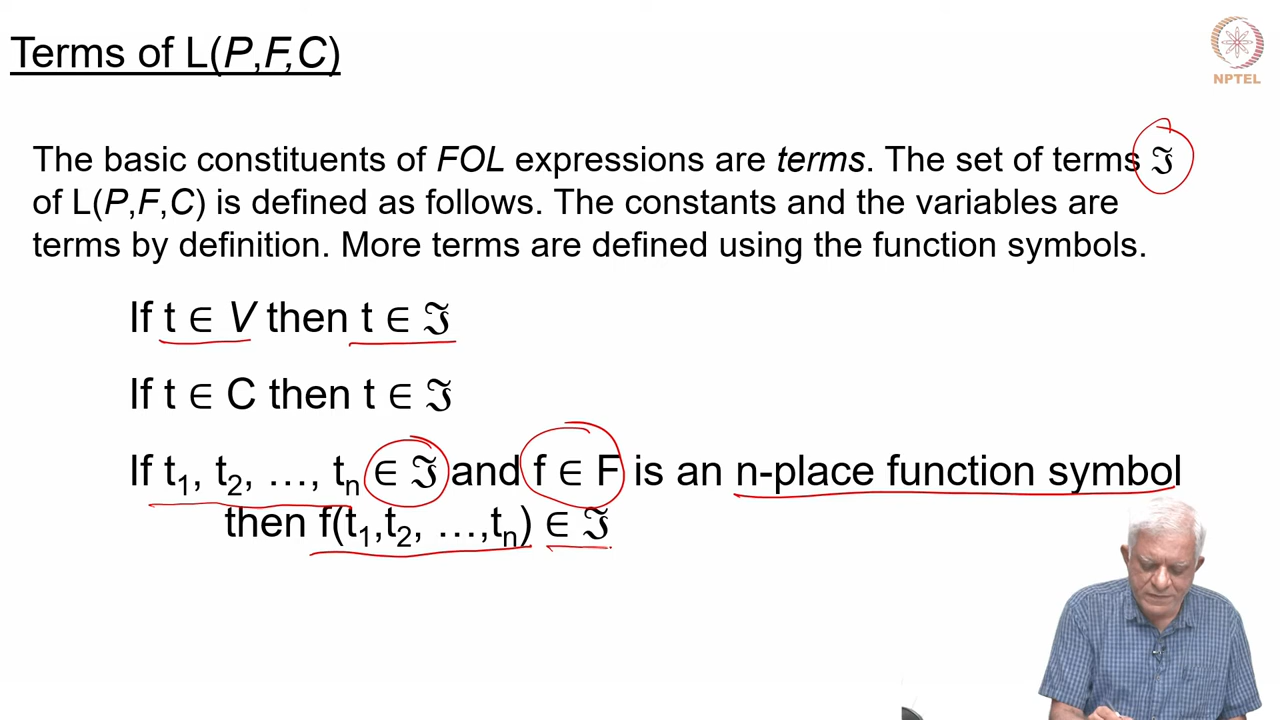 Terms of L(P,F,C)
NPTEL
The basic constituents of FOL expressions are terms. The set of terms ℑ
of L(P,F,C) is defined as follows. The constants and the variables are
terms by definition. More terms are defined using the function symbols.
If t ∈ V then t ∈ ℑ
If t ∈ C then t ∈ ℑ
If t₁, t₂, …, tₙ ∈ ℑ and f ∈ F is an n-place function symbol
then f(t₁,t₂, …,tₙ) ∈ ℑ